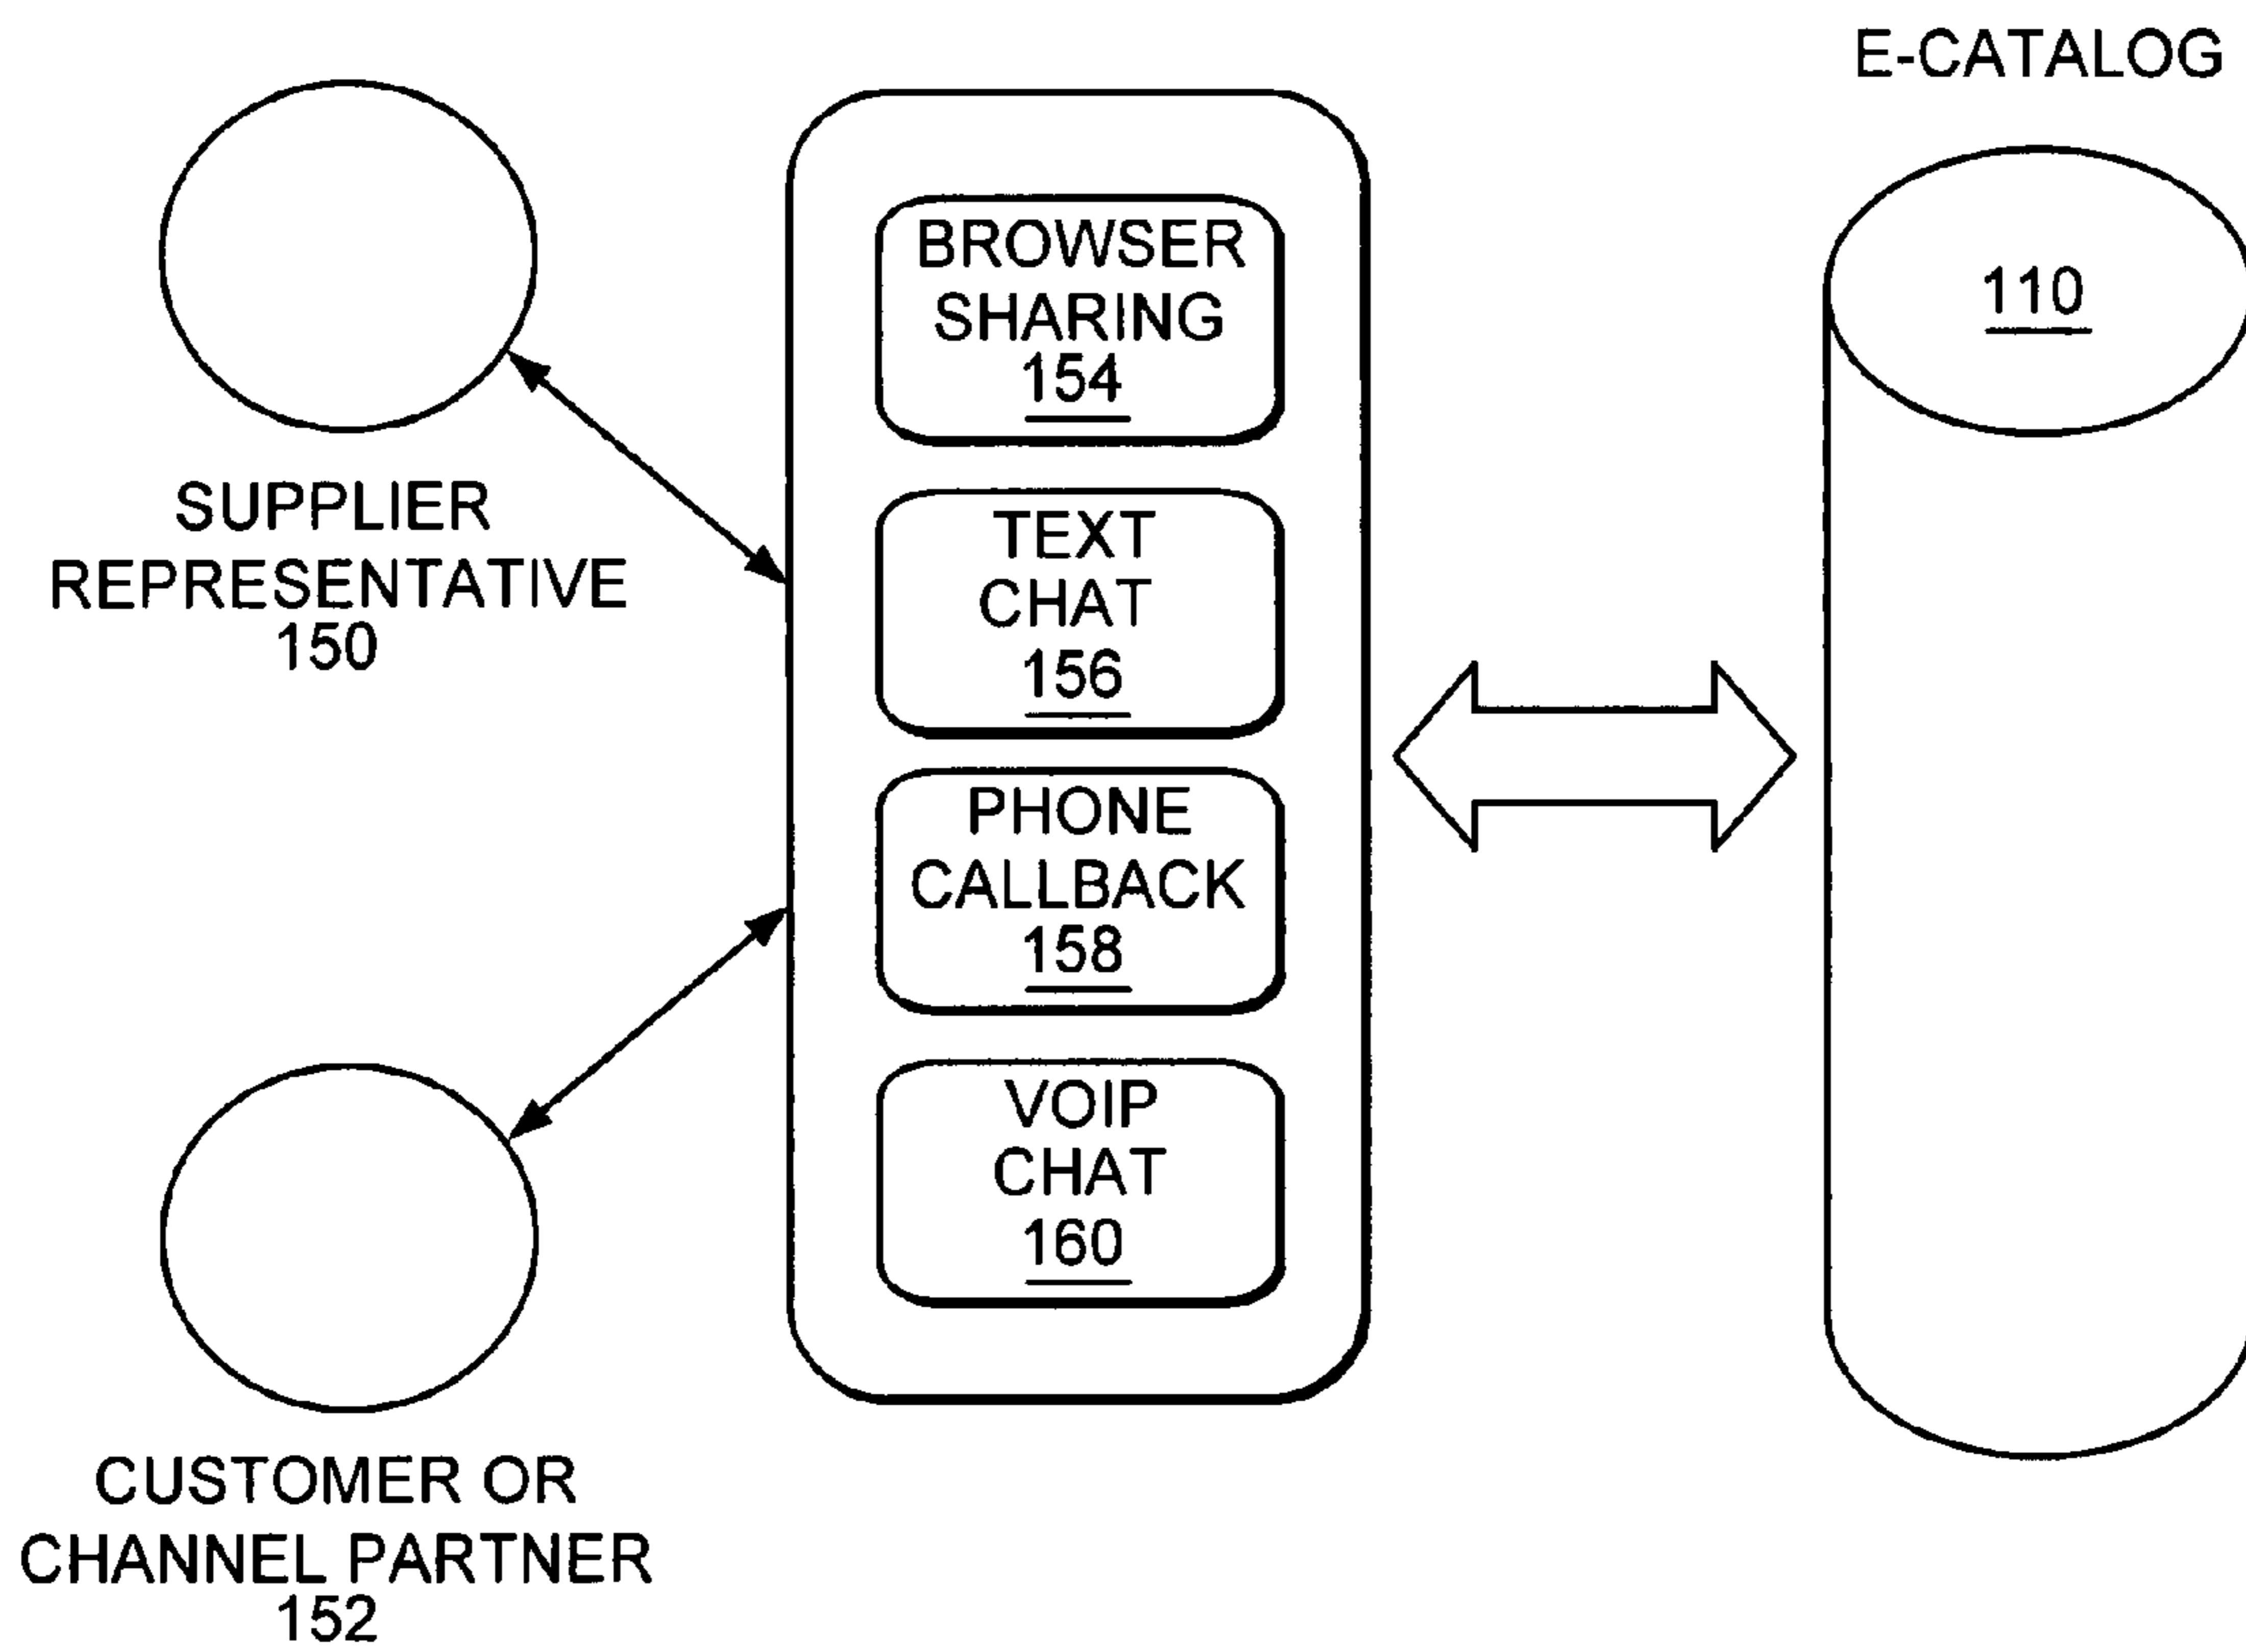 E-CATALOG
110
SUPPLIER
REPRESENTATIVE
150
CUSTOMER OR
CHANNEL PARTNER
152
BROWSER
SHARING
154
TEXT
CHAT
156
PHONE
CALLBACK
158
VOIP
CHAT
160